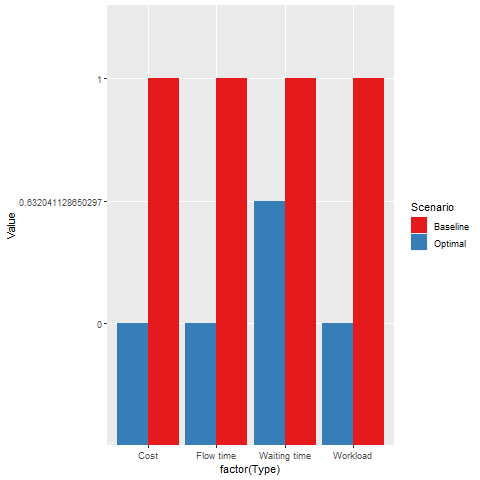 1
0.632041128650297
0
Value
Cost
Flow time
Waiting time
Workload
factor(Type)
Scenario
Baseline
Optimal